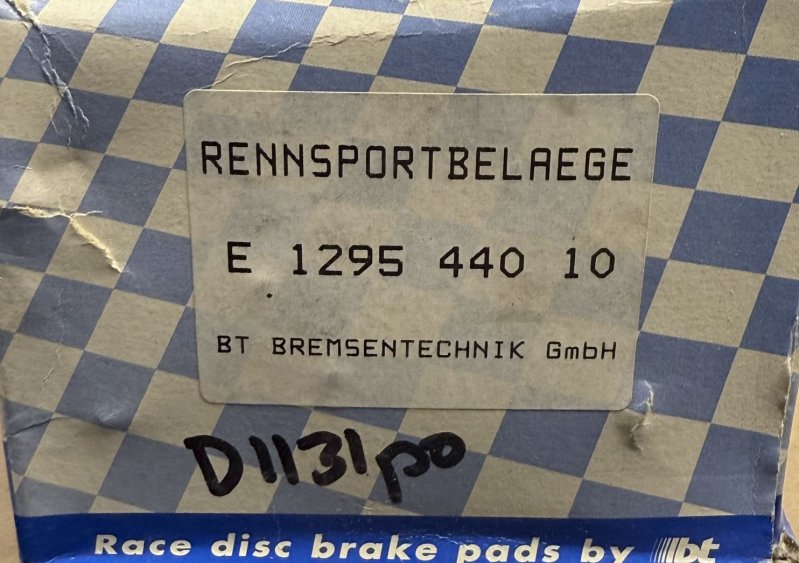 RENNSPORTBELAEGE
E 1295 440 10
BT BREMSENTECHNIK GmbH
D1131po
Race disc brake pads by bt